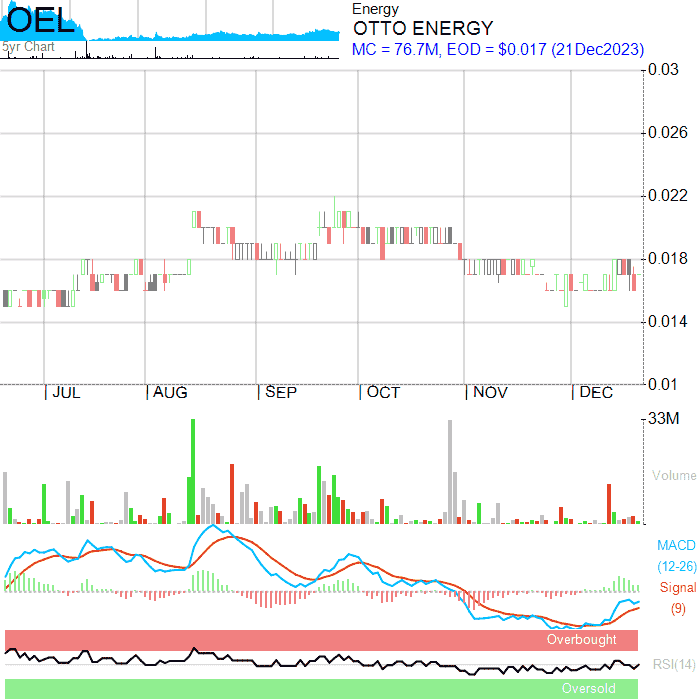 OEL
5yr Chart
Energy
OTTO ENERGY
MC = 76.7M, EOD = $0.017 (21Dec2023)
0.03
0.026
0.022
0.018
0.014
0.01
JUL AUG SEP OCT NOV DEC
33M
Volume
MACD
(12-26)
Signal
(9)
Overbought
RSI(14)
Oversold